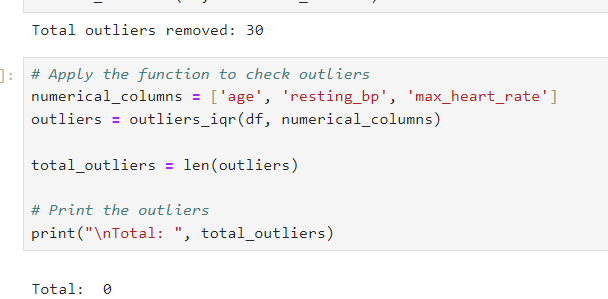 Total outliers removed: 30
]:
# Apply the function to check outliers
numerical_columns = ['age', 'resting_bp', 'max_heart_rate']
outliers = outliers_iqr(df, numerical_columns)
total_outliers = len(outliers)
# Print the outliers
print("\nTotal: ", total_outliers)
Total:  0